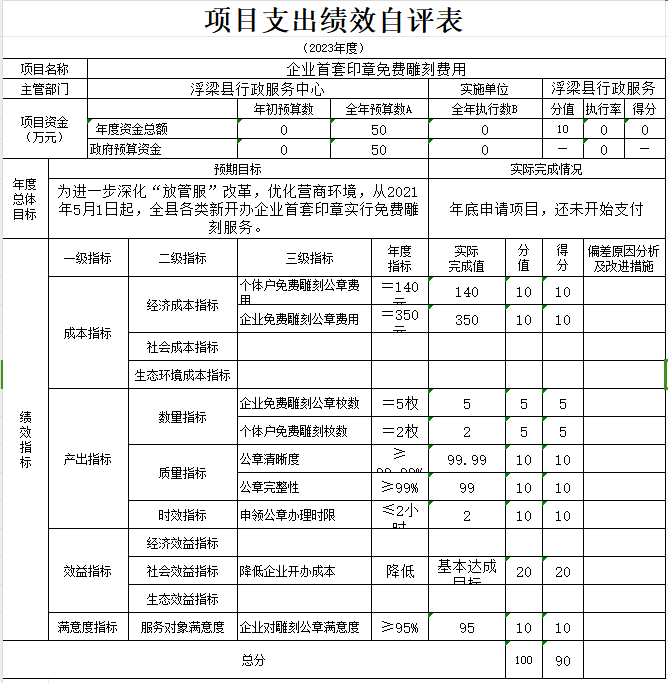 项目支出绩效自评表
（2023年度）
项目名称 企业首套印章免费雕刻费用
主管部门 浮梁县行政服务中心 实施单位 浮梁县行政服务
项目资金
（万元）
年初预算数 全年预算数A 全年执行数B 分值 执行率 得分
年度资金总额 0 50 0 10 0 0
政府预算资金 0 50 0 — 0 —
年度
总体
目标
预期目标 实际完成情况
为进一步深化“放管服”改革，优化营商环境，从2021
年5月1日起，全县各类新开办企业首套印章实行免费雕
刻服务。
年底申请项目，还未开始支付
绩
效
指
标
一级指标 二级指标 三级指标 年度
指标 实际
完成值 分
值 得
分 偏差原因分析
及改进措施
成本指标
经济成本指标
个体户免费雕刻公章费
用 ＝140
元 140 10 10
企业免费雕刻公章费用 ＝350
元 350 10 10
社会成本指标
生态环境成本指标
产出指标
数量指标
企业免费雕刻公章枚数 ＝5枚 5 5 5
个体户免费雕刻枚数 ＝2枚 2 5 5
质量指标
公章清晰度 ≥
99.99% 99.99 10 10
公章完整性 ≥99% 99 10 10
时效指标 申领公章办理时限 ≤2小
时 2 10 10
效益指标
经济效益指标
社会效益指标 降低企业开办成本 降低 基本达成
目标 20 20
生态效益指标
满意度指标 服务对象满意度 企业对雕刻公章满意度 ≥95% 95 10 10
总分 100 90